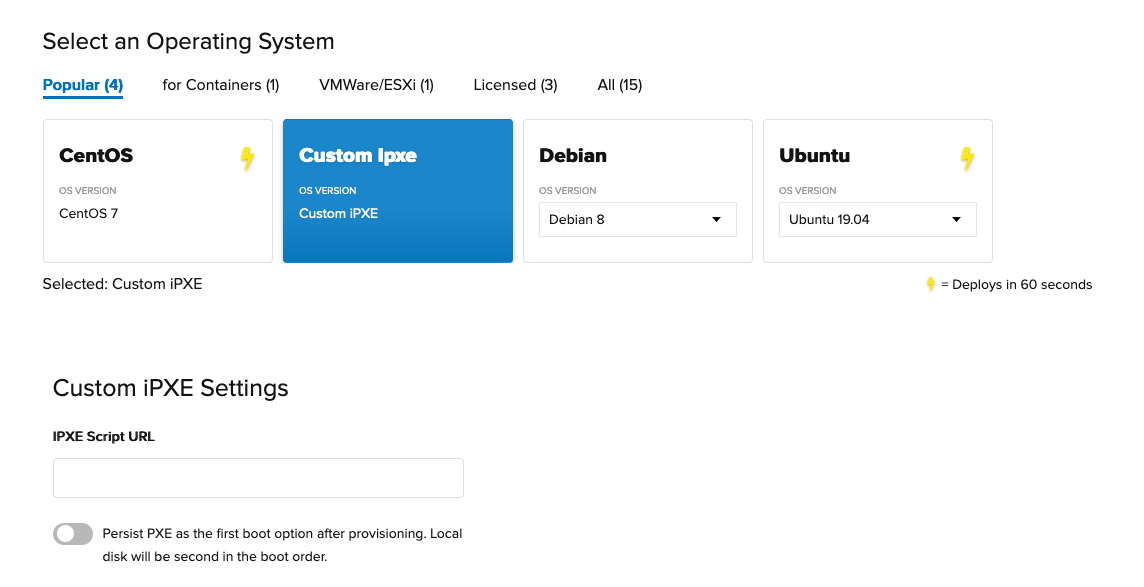 Select an Operating System
Popular (4) for Containers (1) VMWare/ESXi (1) Licensed (3) All (15)
CentOS
OS VERSION
CentOS 7
Custom Ipxe
OS VERSION
Custom iPXE
Debian
OS VERSION
Debian 8
Ubuntu
OS VERSION
Ubuntu 19.04
Selected: Custom iPXE
= Deploys in 60 seconds
Custom iPXE Settings
IPXE Script URL
Persist PXE as the first boot option after provisioning. Local
disk will be second in the boot order.